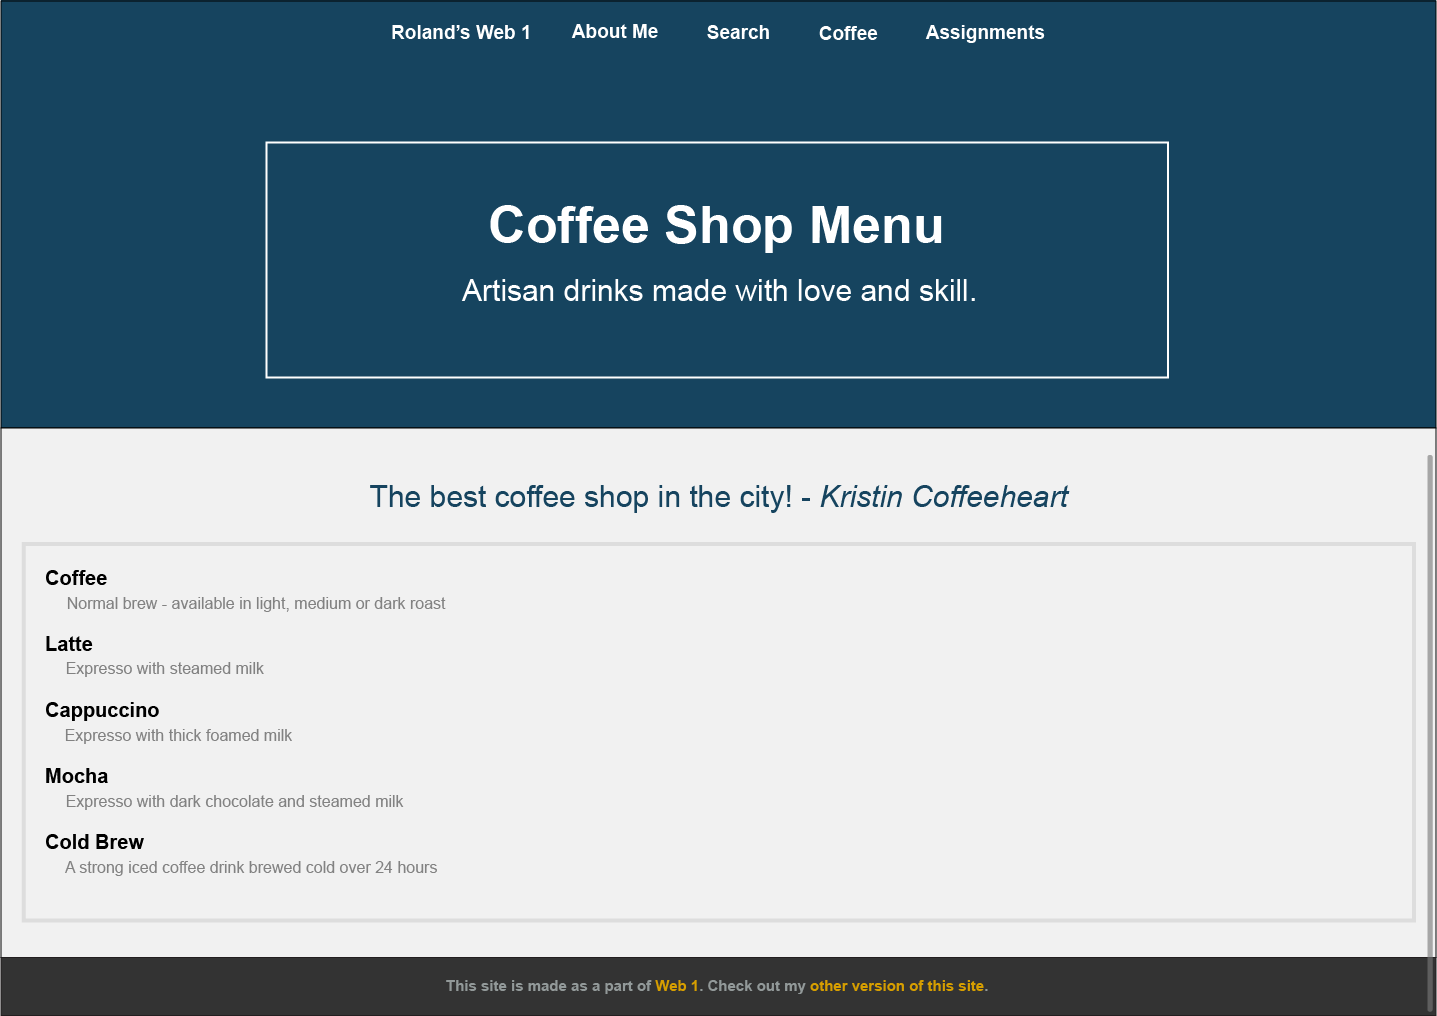 Roland’s Web 1 About Me Search Coffee Assignments
Coffee Shop Menu
Artisan drinks made with love and skill.
The best coffee shop in the city! - Kristin Coffeeheart
Coffee
Normal brew - available in light, medium or dark roast
Latte
Expresso with steamed milk
Cappuccino
Expresso with thick foamed milk
Mocha
Expresso with dark chocolate and steamed milk
Cold Brew
A strong iced coffee drink brewed cold over 24 hours
This site is made as a part of Web 1. Check out my other version of this site.